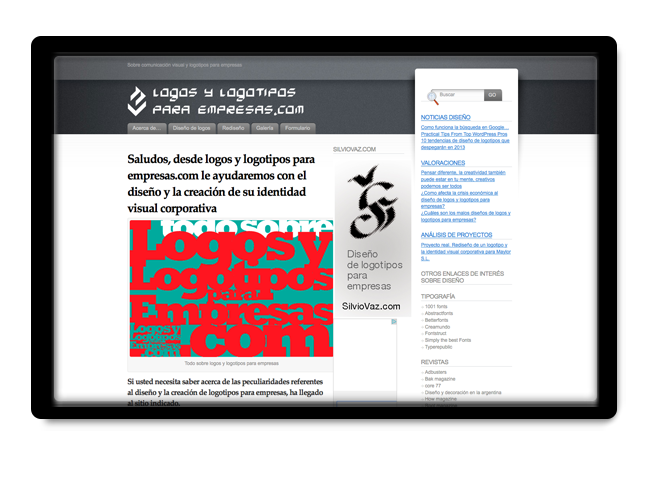 Sobre comunicación visual y logotipos para empresas
Logos y logotipos
para empresas.com
Acerca de...
Diseño de logos
Rediseño
Galería
Formulario
Saludos, desde logos y logotipos para
empresas.com le ayudaremos con el
diseño y la creación de su identidad
visual corporativa
todo sobre
Logos y
Logotipos
para
Empresas
.com
Logos y
Logotipos
para
Empresas
.com
Todo sobre logos y logotipos para empresas
Si usted necesita saber acerca de las peculiaridades referentes
al diseño y la creación de logotipos para empresas, ha llegado
al sitio indicado.
SILVIOVAZ.COM
Diseño
de logotipos
para
empresas
SilvioVaz.com
Buscar
GO
NOTICIAS DISEÑO
Como funciona la búsqueda en Google...
Practical Tips From Top WordPress Pros
10 tendencias de diseño de logotipos que
despegarán en 2013
VALORACIONES
Pensar diferente, la creatividad también
puede estar en tu mente, creativos
podemos ser todos
¿Como afecta la crisis económica al
diseño de logos y logotipos para
empresas?
¿Cuáles son los malos diseños de logos y
logotipos para empresas?
ANÁLISIS DE PROYECTOS
Proyecto real. Rediseño de un logotipo y
la identidad visual corporativa para Maylor
S.L.
OTROS ENLACES DE INTERÉS
SOBRE DISEÑO
TIPOGRAFÍA
- 1001 fonts
- Abstractfonts
- Betterfonts
- Creamundo
- Fontstruct
- Simply the best Fonts
- Typerepublic
REVISTAS
- Adbusters
- Bak magazine
- core 77
- Diseño y decoración en la argentina
- How magazine